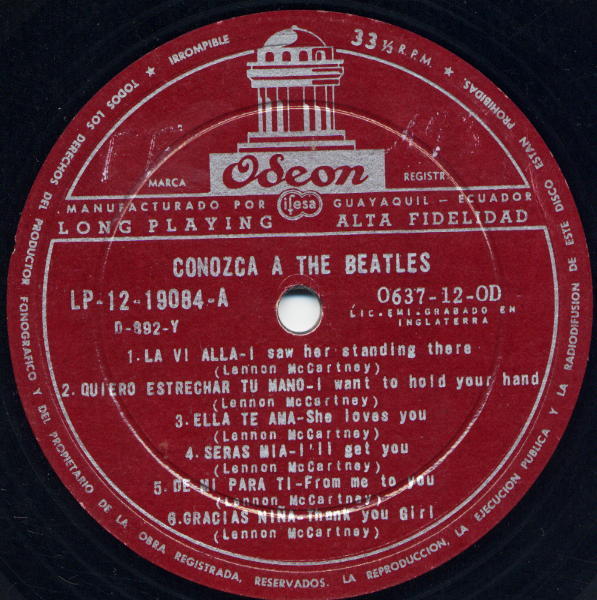 TODOS LOS DERECHOS DEL PRODUCTOR FONOGRAFICO Y DEL PROPIETARIO DE LA OBRA REGISTRADA, RESERVADOS. LA REPRODUCCION, LA EJECUCION PUBLICA Y LA RADIODIFUSION DE ESTE DISCO ESTAN PROHIBIDAS.
IRROMPIBLE
33⅓ R.P.M.
Odeon
MARCA REGISTR
MANUFACTURADO POR ifesa GUAYAQUIL – ECUADOR
LONG PLAYING ALTA FIDELIDAD
CONOZCA A THE BEATLES
LP-12-19084-A 0637-12-OD
D-892-Y LIC.EMI.GRABADO EN
INGLATERRA
1.LA VI ALLA-I saw her standing there
(Lennon McCartney)
2.QUIERO ESTRECHAR TU MANO-I want to hold your hand
(Lennon McCartney)
3.ELLA TE AMA-She loves you
(Lennon McCartney)
4.SERAS MIA-I'll get you
(Lennon McCartney)
5.DE MI PARA TI-From me to you
(Lennon McCartney)
6.GRACIAS NIÑA-Thank you Girl
(Lennon McCartney)